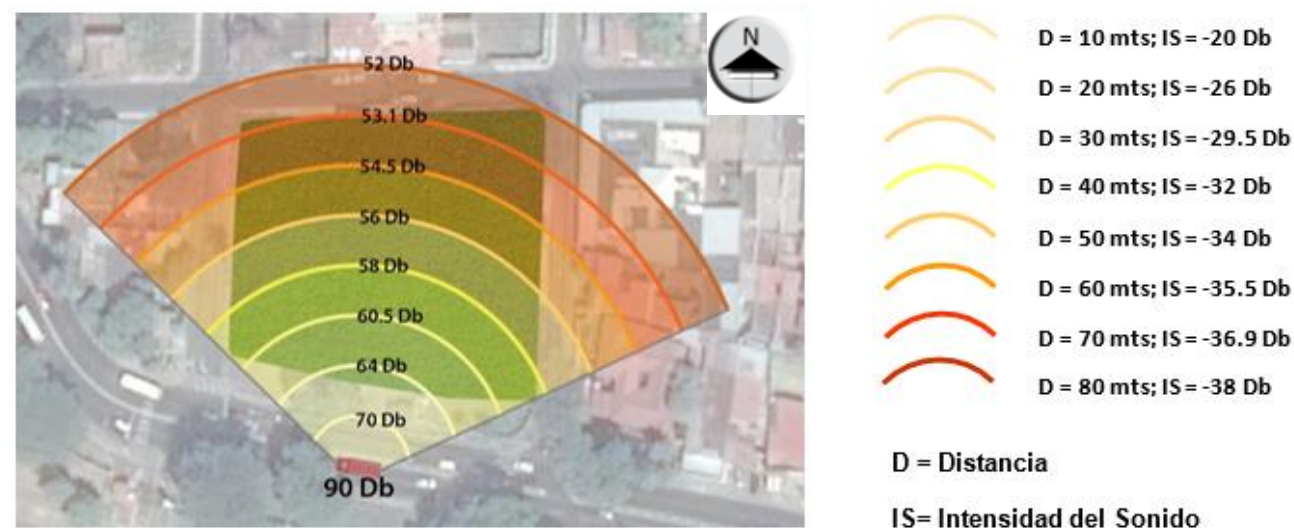 52 Db
53.1 Db
54.5 Db
56 Db
58 Db
60.5 Db
64 Db
70 Db
90 Db
N
D = 10 mts; IS = -20 Db
D = 20 mts; IS = -26 Db
D = 30 mts; IS = -29.5 Db
D = 40 mts; IS = -32 Db
D = 50 mts; IS = -34 Db
D = 60 mts; IS = -35.5 Db
D = 70 mts; IS = -36.9 Db
D = 80 mts; IS = -38 Db
D = Distancia
IS= Intensidad del Sonido